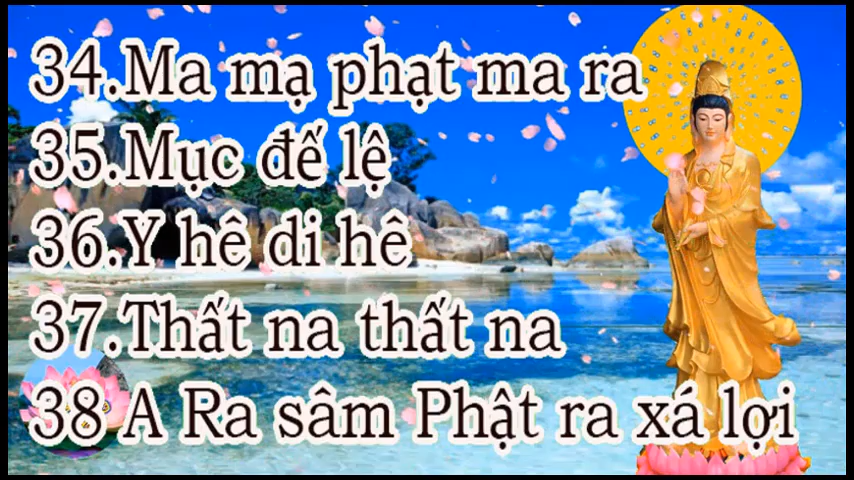 34.Ma mạ phạt ma ra
35.Mục đế lệ
36.Y hê di hê
37.Thất na thất na
38 A Ra sâm Phật ra xá lợi